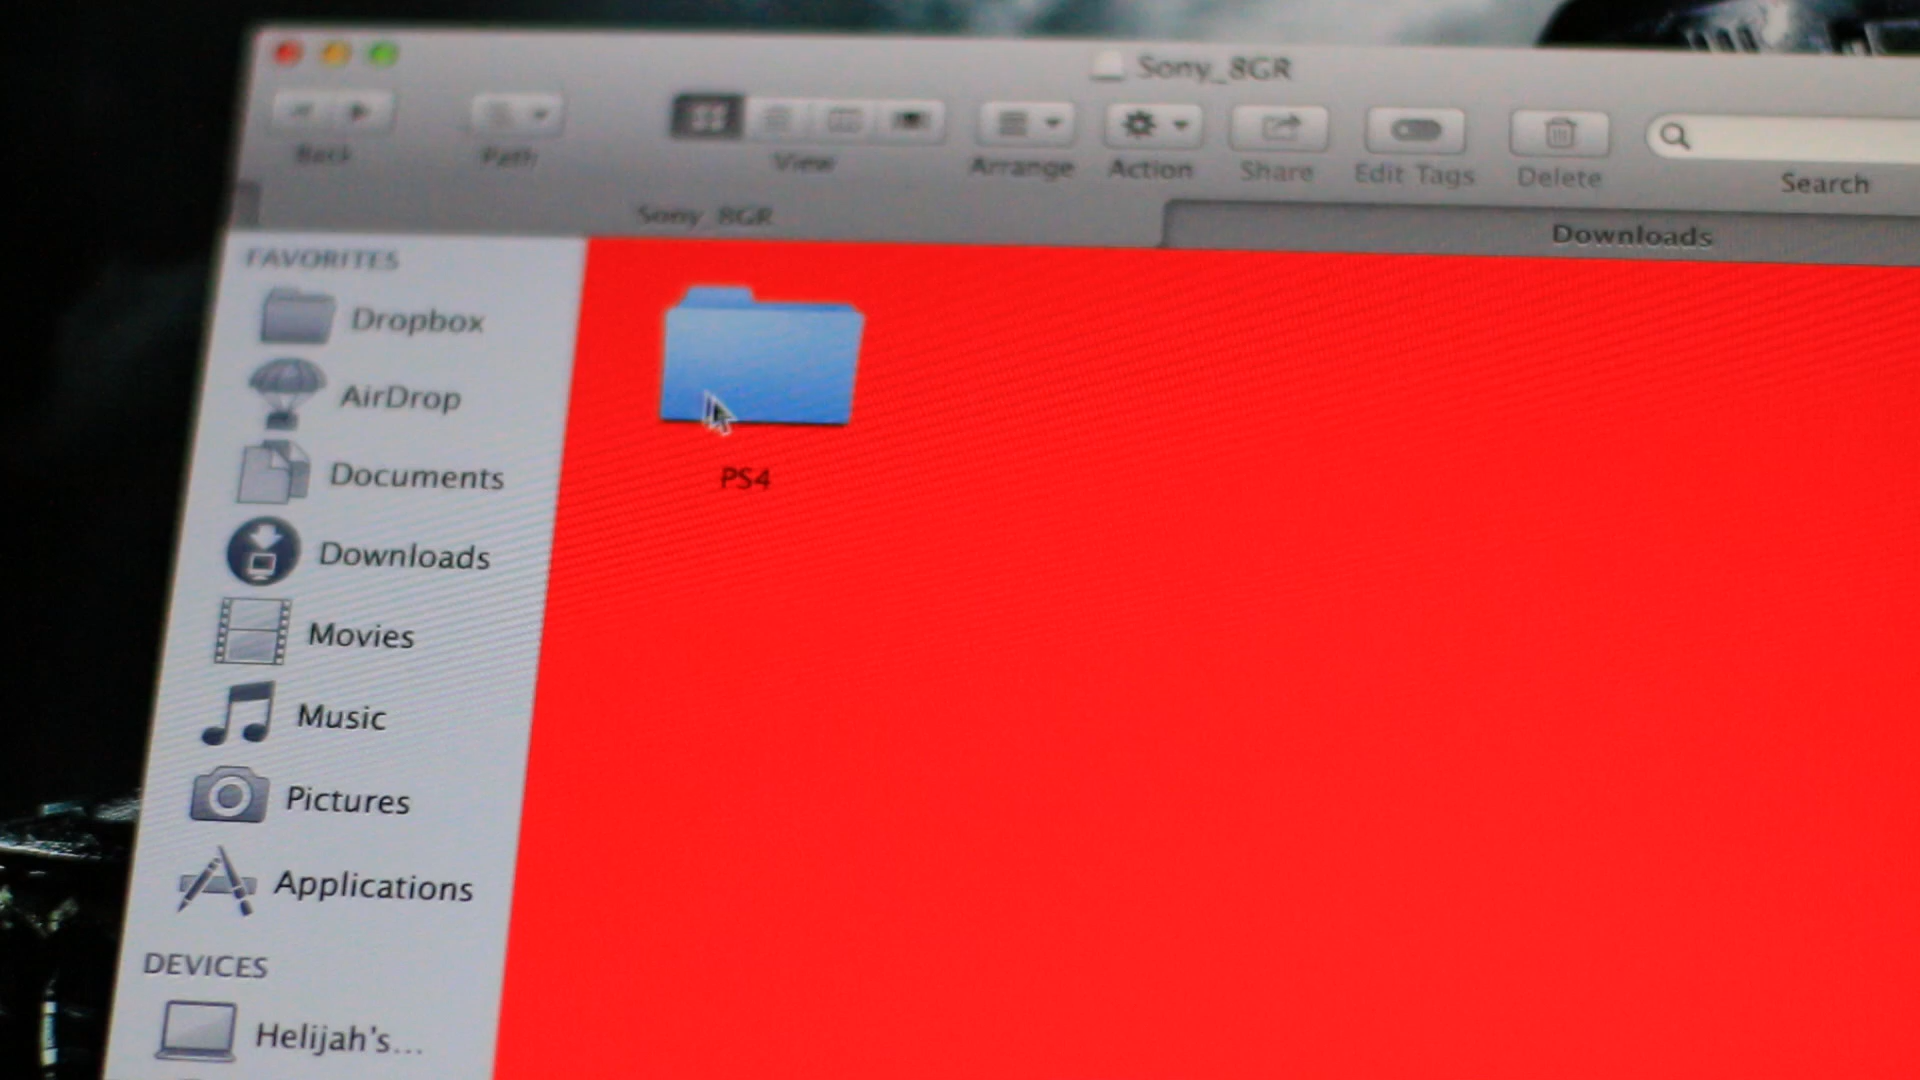 Sony_8GR
Back
Path
View
Arrange
Action
Share
Edit Tags
Delete
Search
Sony_8GR
Downloads
FAVORITES
Dropbox
AirDrop
Documents
Downloads
Movies
Music
Pictures
Applications
DEVICES
Helijah's...
PS4